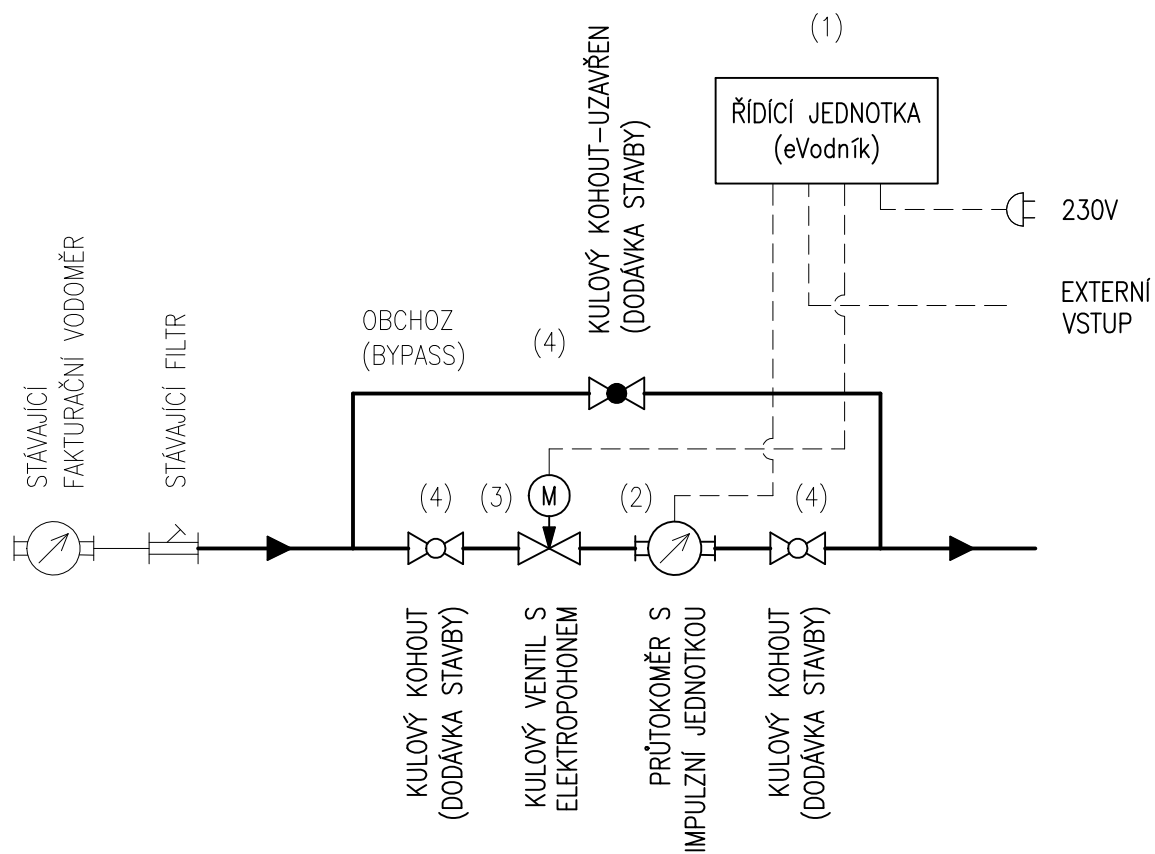 (1)
ŘÍDÍCÍ JEDNOTKA
(eVodník)
230V
EXTERNÍ
VSTUP
KULOVÝ KOHOUT-UZAVŘEN
(DODÁVKA STAVBY)
(4)
OBCHOZ
(BYPASS)
STÁVAJÍCÍ
FAKTURAČNÍ VODOMĚR
STÁVAJÍCÍ FILTR
(4)
(3)
M
(2)
(4)
KULOVÝ KOHOUT
(DODÁVKA STAVBY)
KULOVÝ VENTIL S
ELEKTROPOHONEM
PRŮTOKOMĚR S
IMPULZNÍ JEDNOTKOU
KULOVÝ KOHOUT
(DODÁVKA STAVBY)